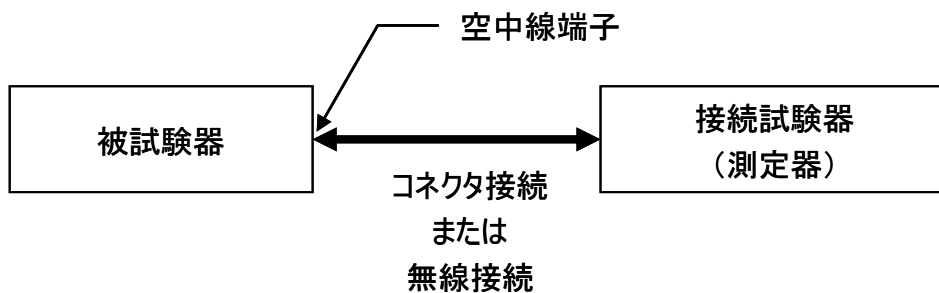 空中線端子
被試験器
接続試験器
（測定器）
コネクタ接続
または
無線接続